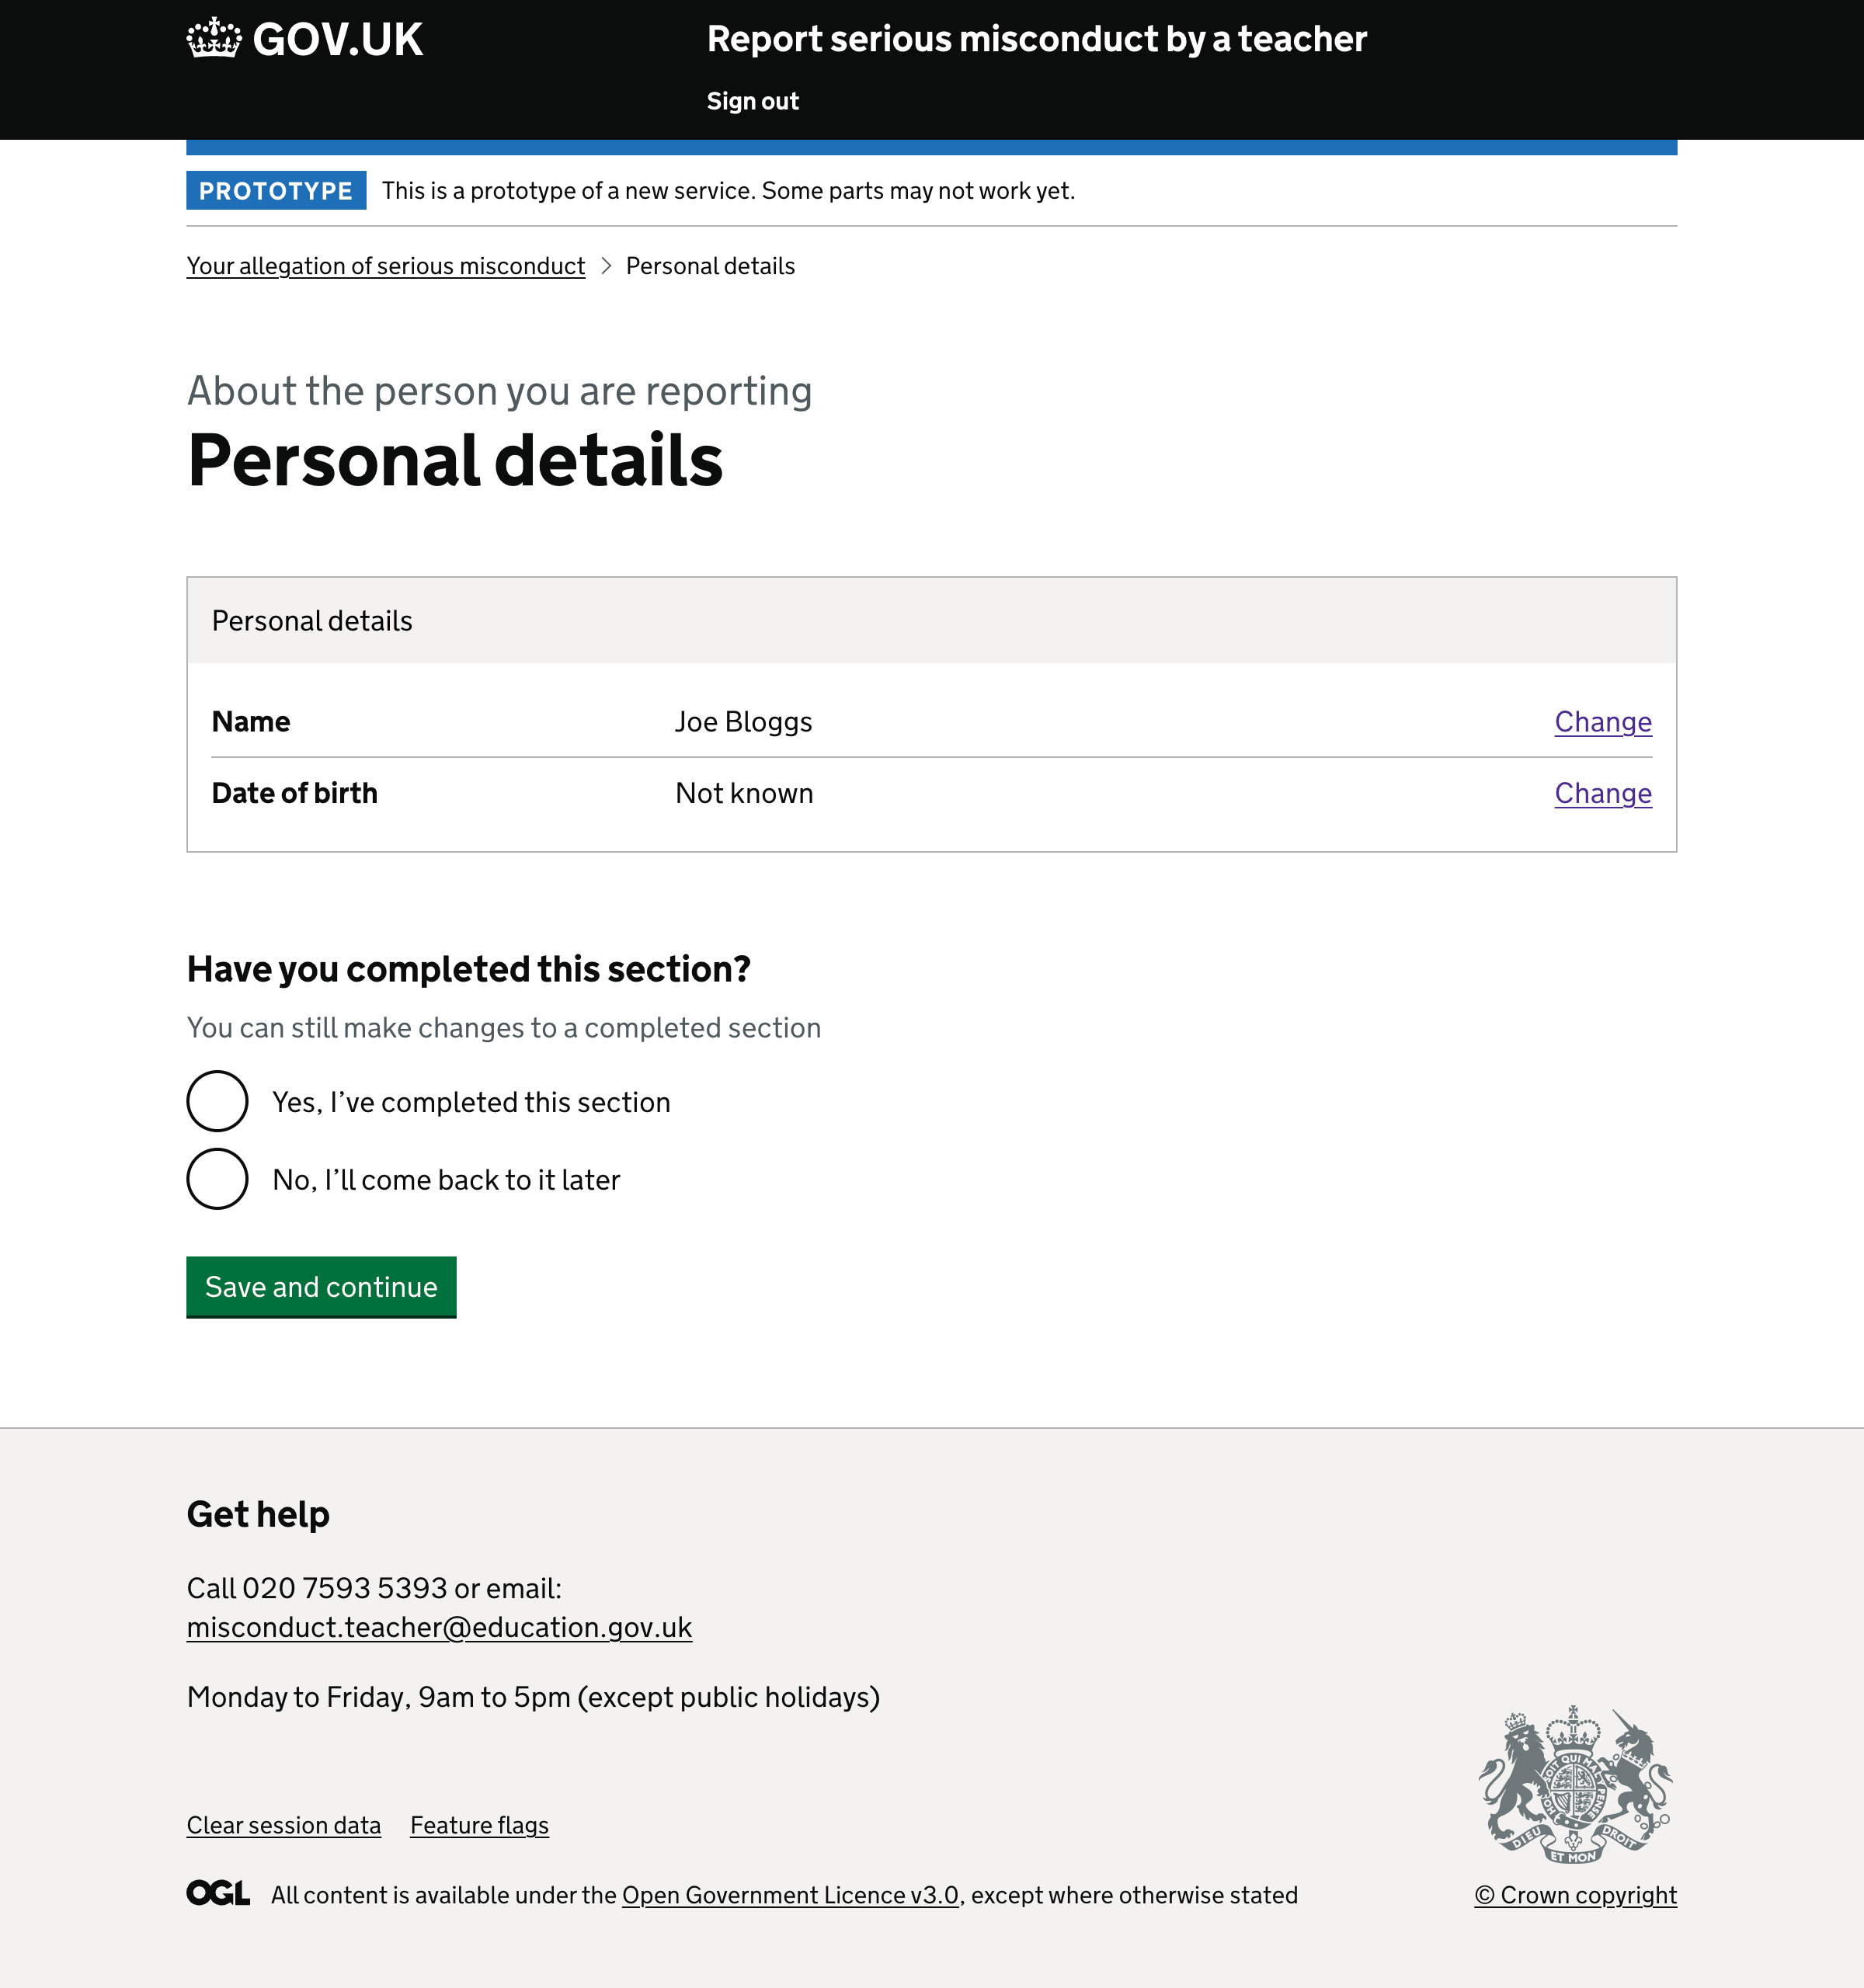 GOV.UK
Report serious misconduct by a teacher
Sign out
PROTOTYPE This is a prototype of a new service. Some parts may not work yet.
Your allegation of serious misconduct > Personal details
About the person you are reporting
Personal details
Personal details
Name Joe Bloggs Change
Date of birth Not known Change
Have you completed this section?
You can still make changes to a completed section
Yes, I’ve completed this section
No, I’ll come back to it later
Save and continue
Get help
Call 020 7593 5393 or email:
misconduct.teacher@education.gov.uk
Monday to Friday, 9am to 5pm (except public holidays)
DIEU ET MON DROIT
Clear session data Feature flags
OGL All content is available under the Open Government Licence v3.0, except where otherwise stated
© Crown copyright